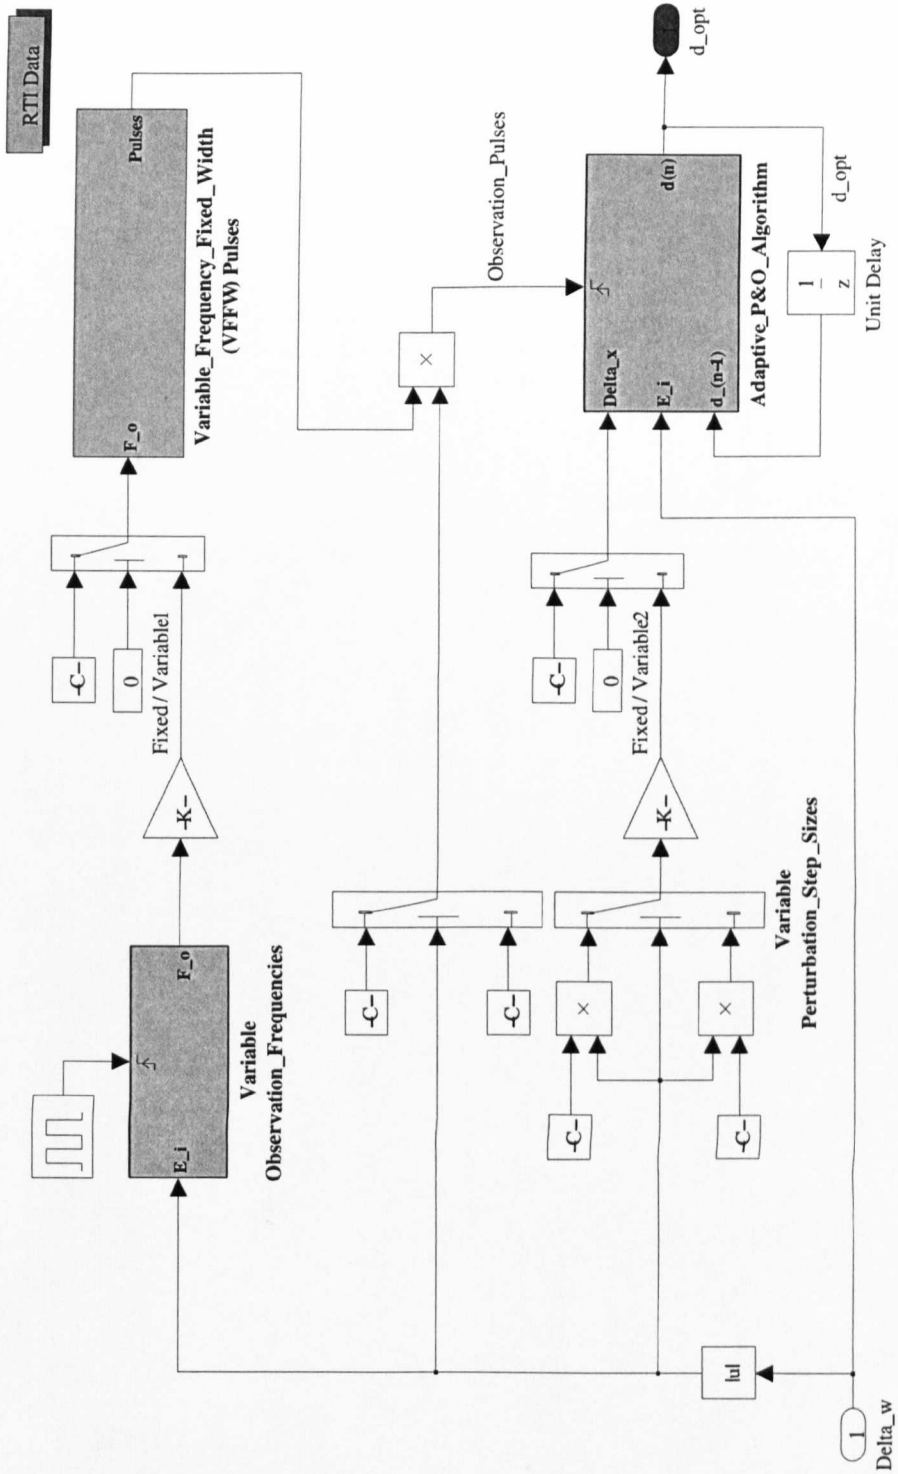 RTI Data
Pulses
F_o
Variable_Frequency_Fixed_Width
(VFFW) Pulses
-C-
0
Fixed / Variable1
-K-
F_o
E_i
Variable
Observation_Frequencies
×
Observation_Pulses
-C-
-C-
d_opt
d(n)
Delta_x
E_i
d_(n-1)
Adaptive_P&O_Algorithm
d_opt
1
z
Unit Delay
-C-
0
Fixed / Variable2
-K-
×
×
-C-
-C-
Variable
Perturbation_Step_Sizes
|u|
1
Delta_w